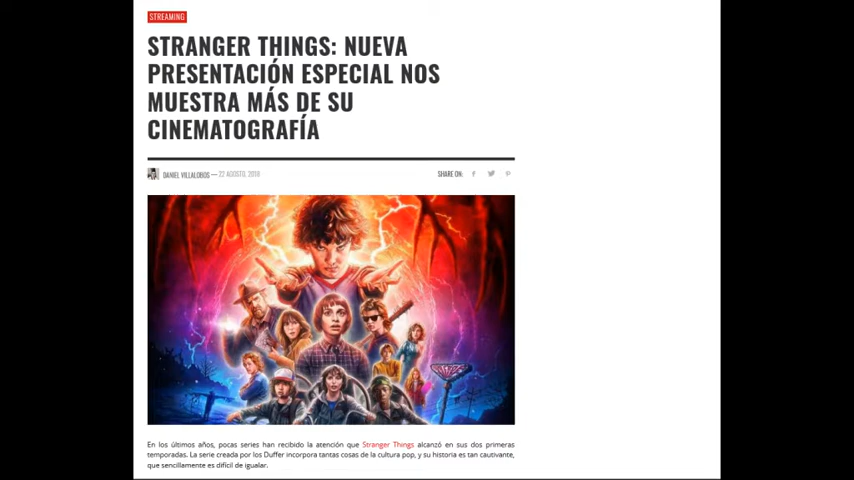 STREAMING
STRANGER THINGS: NUEVA
PRESENTACIÓN ESPECIAL NOS
MUESTRA MÁS DE SU
CINEMATOGRAFÍA
DANIEL VILLALOBOS — 22 AGOSTO, 2018
SHARE ON:
En los últimos años, pocas series han recibido la atención que Stranger Things alcanzó en sus dos primeras
temporadas. La serie creada por los Duffer incorpora tantas cosas de la cultura pop, y su historia es tan cautivante,
que sencillamente es difícil de igualar.